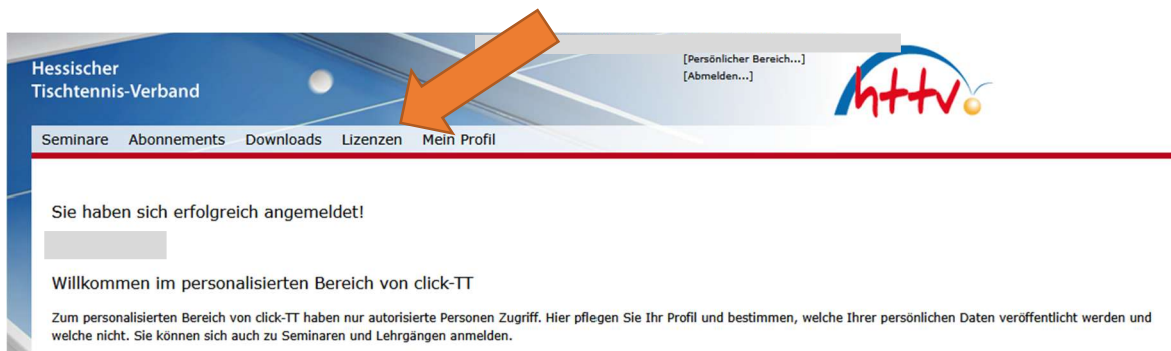 Hessischer
Tischtennis-Verband
[Persönlicher Bereich...]
[Abmelden...]
httv
Seminare Abonnements Downloads Lizenzen Mein Profil
Sie haben sich erfolgreich angemeldet!
Willkommen im personalisierten Bereich von click-TT
Zum personalisierten Bereich von click-TT haben nur autorisierte Personen Zugriff. Hier pflegen Sie Ihr Profil und bestimmen, welche Ihrer persönlichen Daten veröffentlicht werden und
welche nicht. Sie können sich auch zu Seminaren und Lehrgängen anmelden.